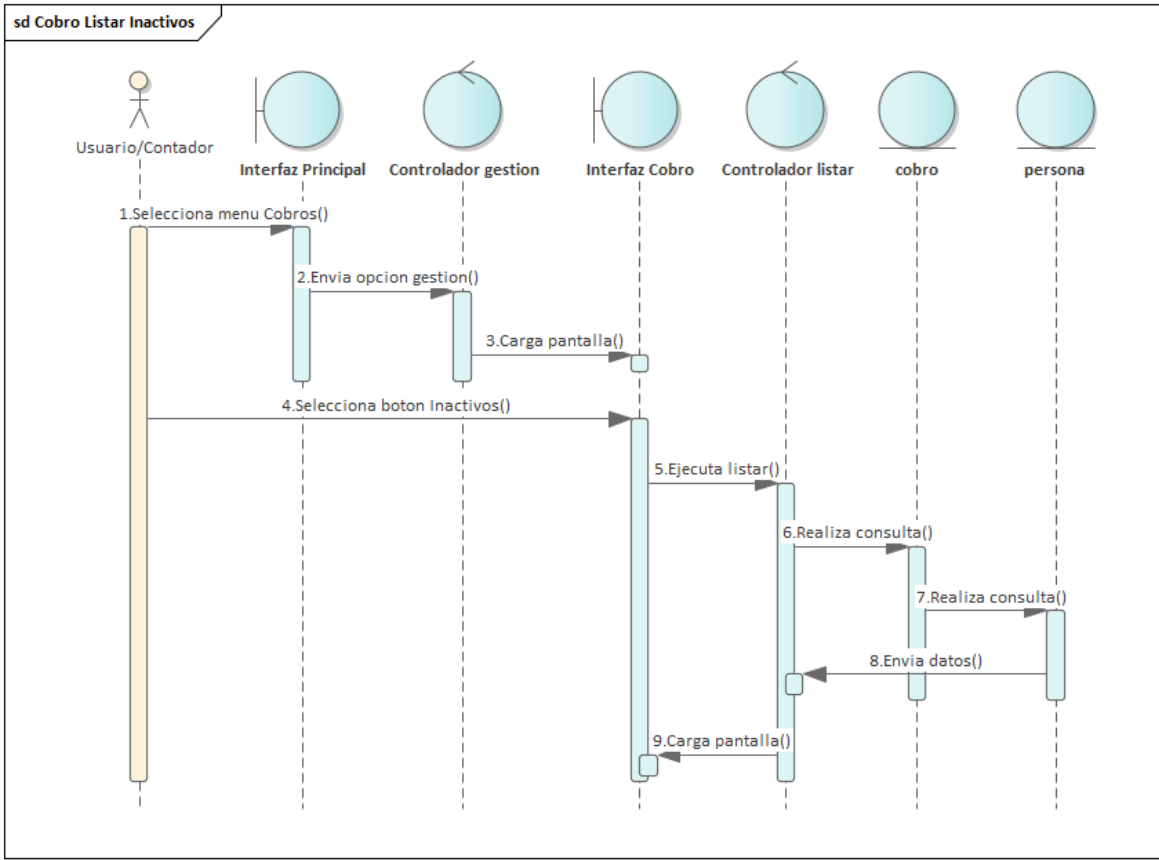 sd Cobro Listar Inactivos
Usuario/Contador
Interfaz Principal
Controlador gestion
Interfaz Cobro
Controlador listar
cobro
persona
1.Selecciona menu Cobros()
2.Envia opcion gestion()
3.Carga pantalla()
4.Selecciona boton Inactivos()
5.Ejecuta listar()
6.Realiza consulta()
7.Realiza consulta()
8.Envia datos()
9.Carga pantalla()